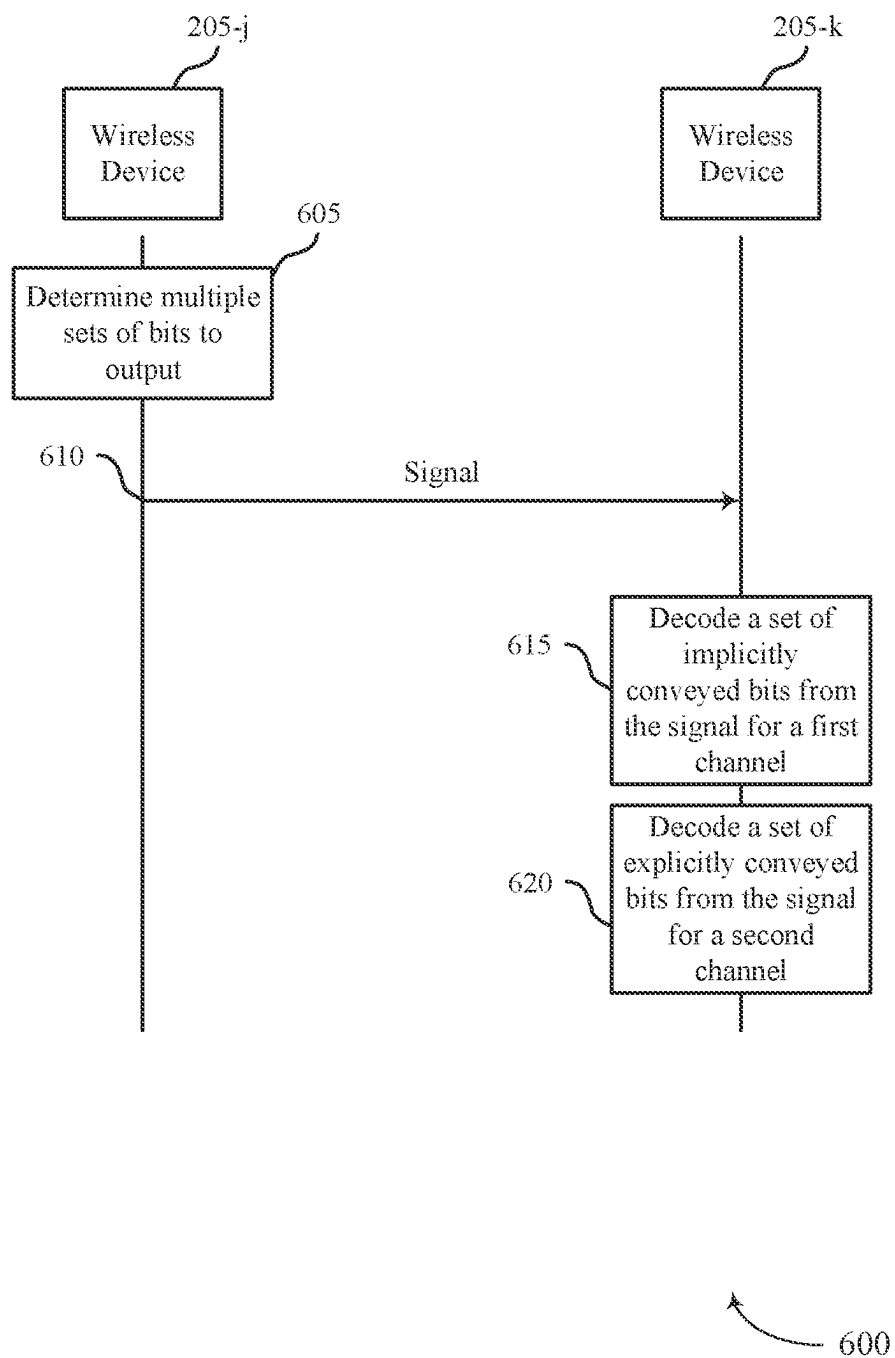 205-j
205-k
Wireless
Device
Wireless
Device
605
Determine multiple
sets of bits to
output
610
Signal
615
Decode a set of
implicitly
conveyed bits from
the signal for a first
channel
620
Decode a set of
explicitly conveyed
bits from the signal
for a second
channel
600